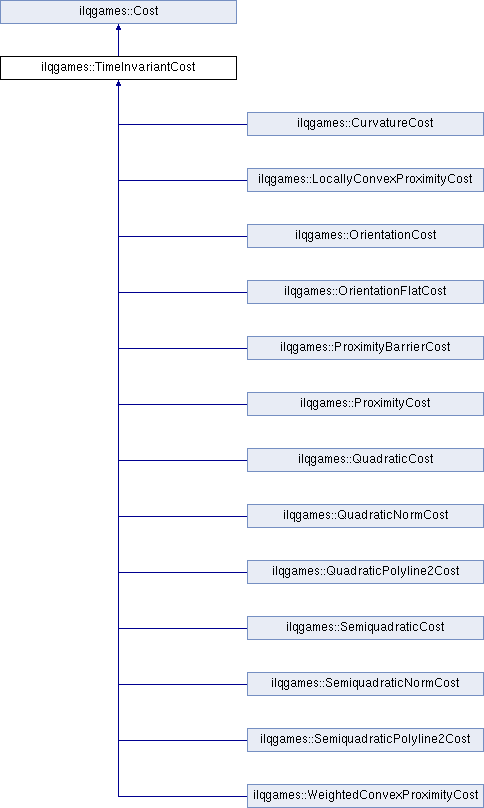 ilqgames::Cost
ilqgames::TimeInvariantCost
ilqgames::CurvatureCost
ilqgames::LocallyConvexProximityCost
ilqgames::OrientationCost
ilqgames::OrientationFlatCost
ilqgames::ProximityBarrierCost
ilqgames::ProximityCost
ilqgames::QuadraticCost
ilqgames::QuadraticNormCost
ilqgames::QuadraticPolyline2Cost
ilqgames::SemiquadraticCost
ilqgames::SemiquadraticNormCost
ilqgames::SemiquadraticPolyline2Cost
ilqgames::WeightedConvexProximityCost